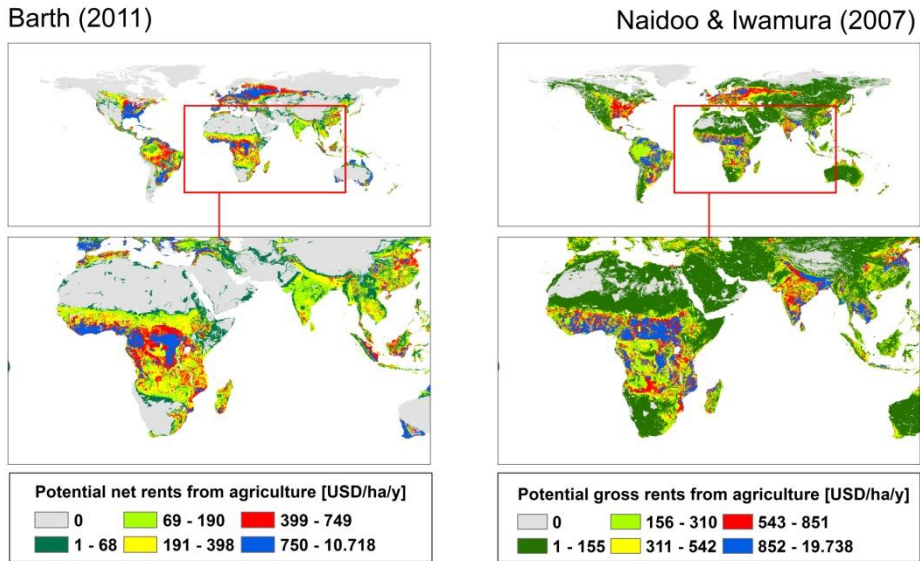 Barth (2011)
Naidoo & Iwamura (2007)
Potential net rents from agriculture [USD/ha/y]
0 69 - 190 399 - 749
1 - 68 191 - 398 750 - 10.718
Potential gross rents from agriculture [USD/ha/y]
0 156 - 310 543 - 851
1 - 155 311 - 542 852 - 19.738